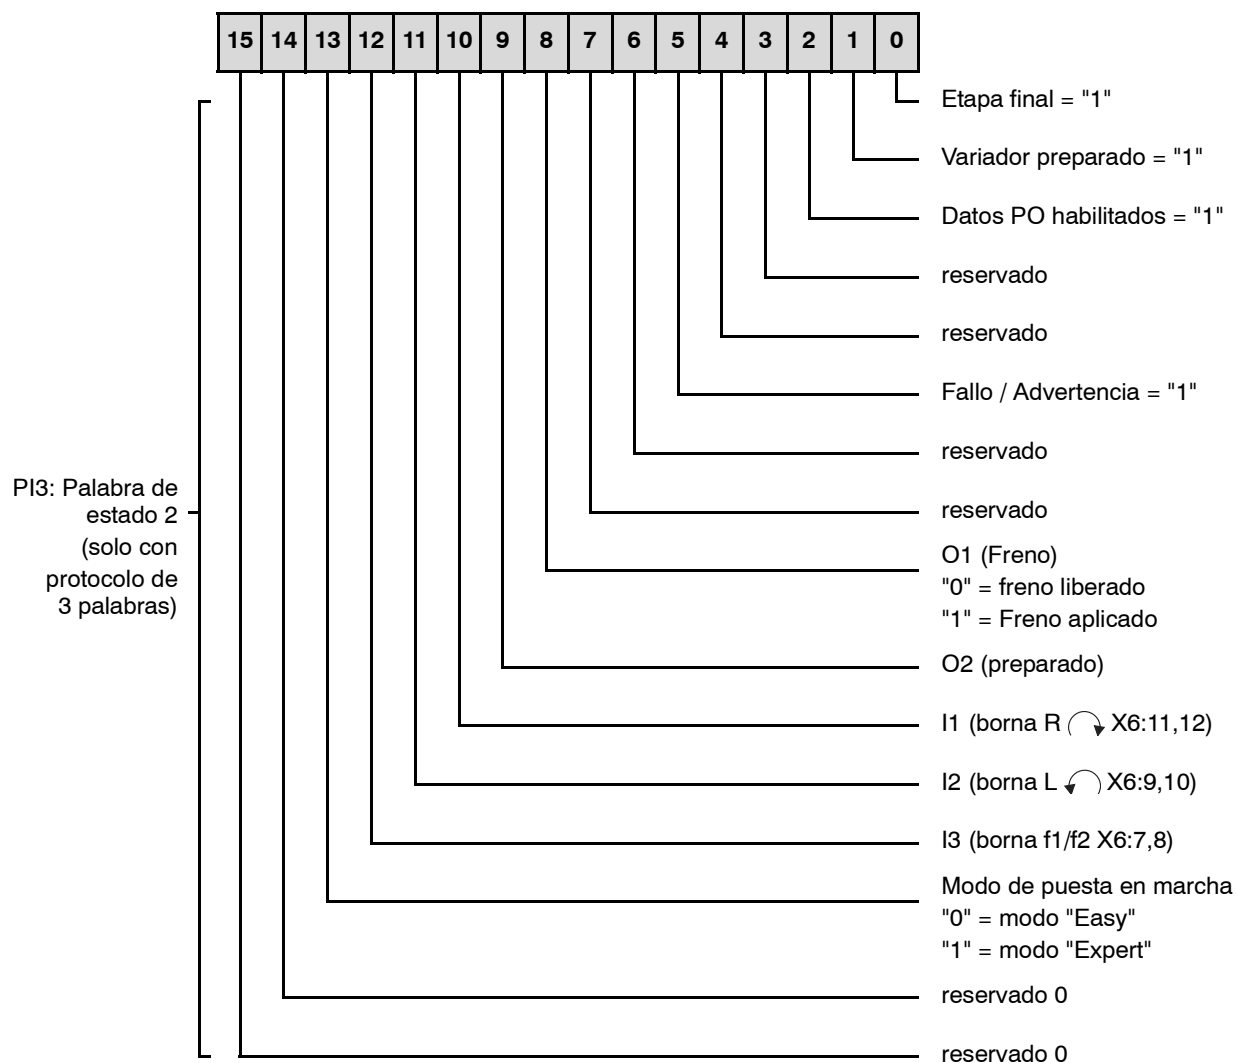 15 14 13 12 11 10 9 8 7 6 5 4 3 2 1 0
Etapa final = "1"
Variador preparado = "1"
Datos PO habilitados = "1"
reservado
reservado
Fallo / Advertencia = "1"
reservado
reservado
PI3: Palabra de
estado 2
(solo con
protocolo de
3 palabras)
O1 (Freno)
"0" = freno liberado
"1" = Freno aplicado
O2 (preparado)
I1 (borna R X6:11,12)
I2 (borna L X6:9,10)
I3 (borna f1/f2 X6:7,8)
Modo de puesta en marcha
"0" = modo "Easy"
"1" = modo "Expert"
reservado 0
reservado 0